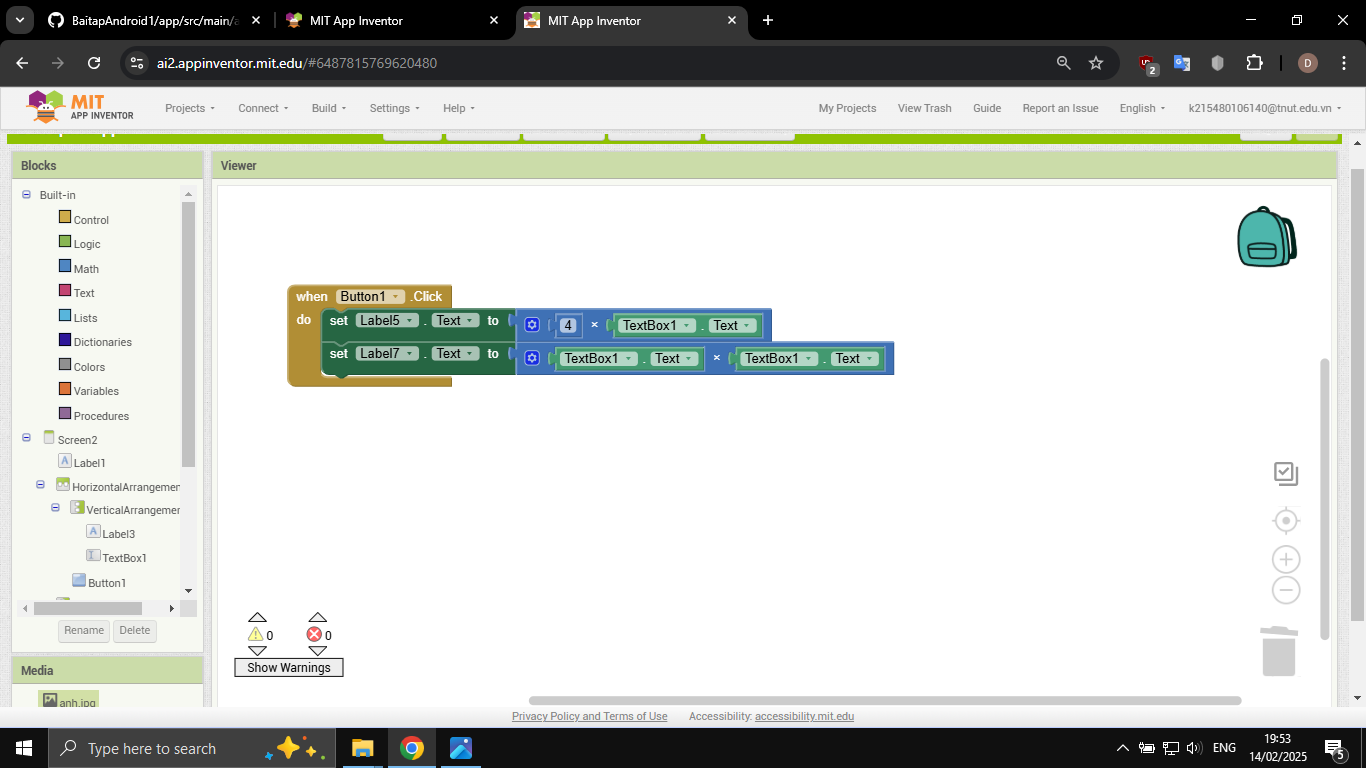 BaitapAndroid1/app/src/main/a
MIT App Inventor
MIT App Inventor
ai2.appinventor.mit.edu/#6487815769620480
2
D
MIT
APP INVENTOR
Projects
Connect
Build
Settings
Help
My Projects
View Trash
Guide
Report an Issue
English
k215480106140@tnut.edu.vn
Blocks
Viewer
Built-in
Control
Logic
Math
Text
Lists
Dictionaries
Colors
Variables
Procedures
Screen2
Label1
HorizontalArrangemen
VerticalArrangemen
Label3
TextBox1
Button1
Rename
Delete
Media
anh.jpg
when Button1 .Click
do set Label5 . Text to 4 × TextBox1 . Text
set Label7 . Text to TextBox1 . Text × TextBox1 . Text
0
0
Show Warnings
Privacy Policy and Terms of Use
Accessibility: accessibility.mit.edu
Type here to search
ENG
19:53
14/02/2025
5